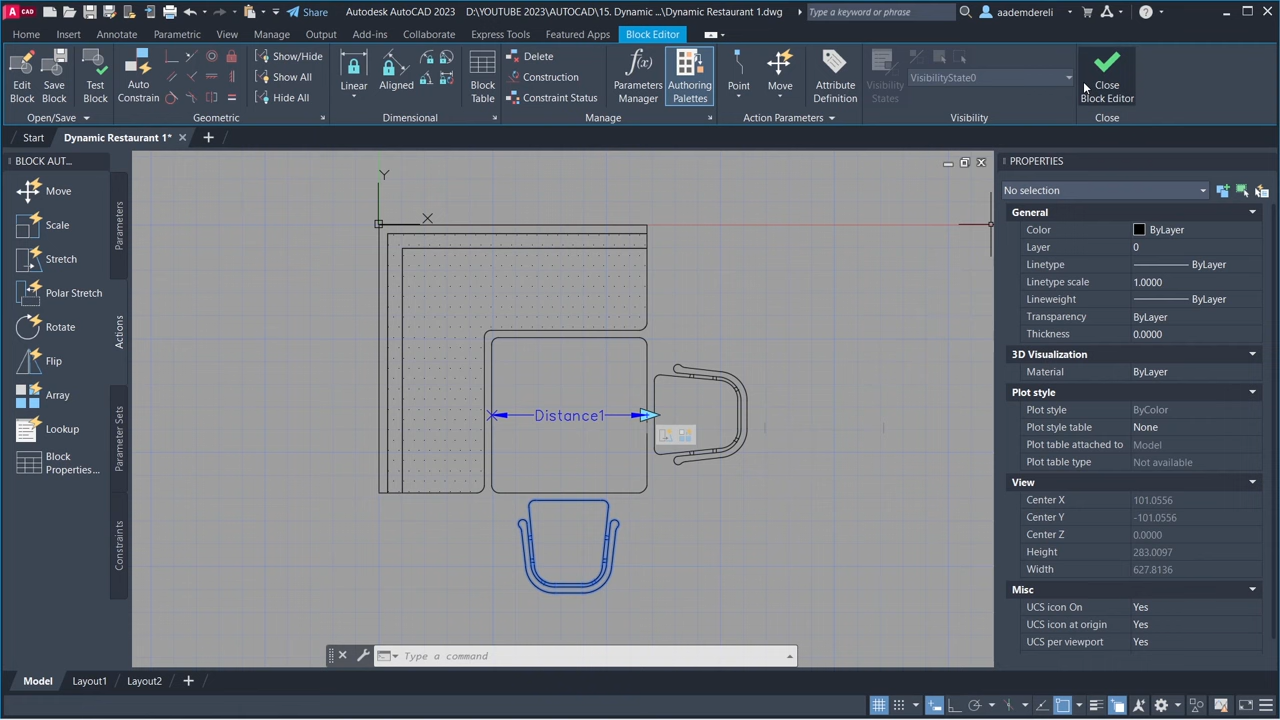 A CAD
Share
Autodesk AutoCAD 2023
D:\YOUTUBE 2023\AUTOCAD\15. Dynamic ...\Dynamic Restaurant 1.dwg
Type a keyword or phrase
aademdereli
Home
Insert
Annotate
Parametric
View
Manage
Output
Add-ins
Collaborate
Express Tools
Featured Apps
Block Editor
Edit Block
Save Block
Test Block
Open/Save
Auto Constrain
Show/Hide
Show All
Hide All
Geometric
Linear
Aligned
Dimensional
Block Table
Delete
Construction
Constraint Status
f(x)
Parameters Manager
Authoring Palettes
Manage
Point
Move
Attribute Definition
Action Parameters
Visibility States
VisibilityState0
Visibility
Close Block Editor
Close
Start
Dynamic Restaurant 1*
BLOCK AUT...
Move
Scale
Stretch
Polar Stretch
Rotate
Flip
Array
Lookup
Block Properties...
Parameters
Actions
Parameter Sets
Constraints
Y
X
Distance1
Type a command
PROPERTIES
No selection
General
Color ByLayer
Layer 0
Linetype ByLayer
Linetype scale 1.0000
Lineweight ByLayer
Transparency ByLayer
Thickness 0.0000
3D Visualization
Material ByLayer
Plot style
Plot style ByColor
Plot style table None
Plot table attached to Model
Plot table type Not available
View
Center X 101.0556
Center Y -101.0556
Center Z 0.0000
Height 283.0097
Width 627.8136
Misc
UCS icon On Yes
UCS icon at origin Yes
UCS per viewport Yes
Model
Layout1
Layout2